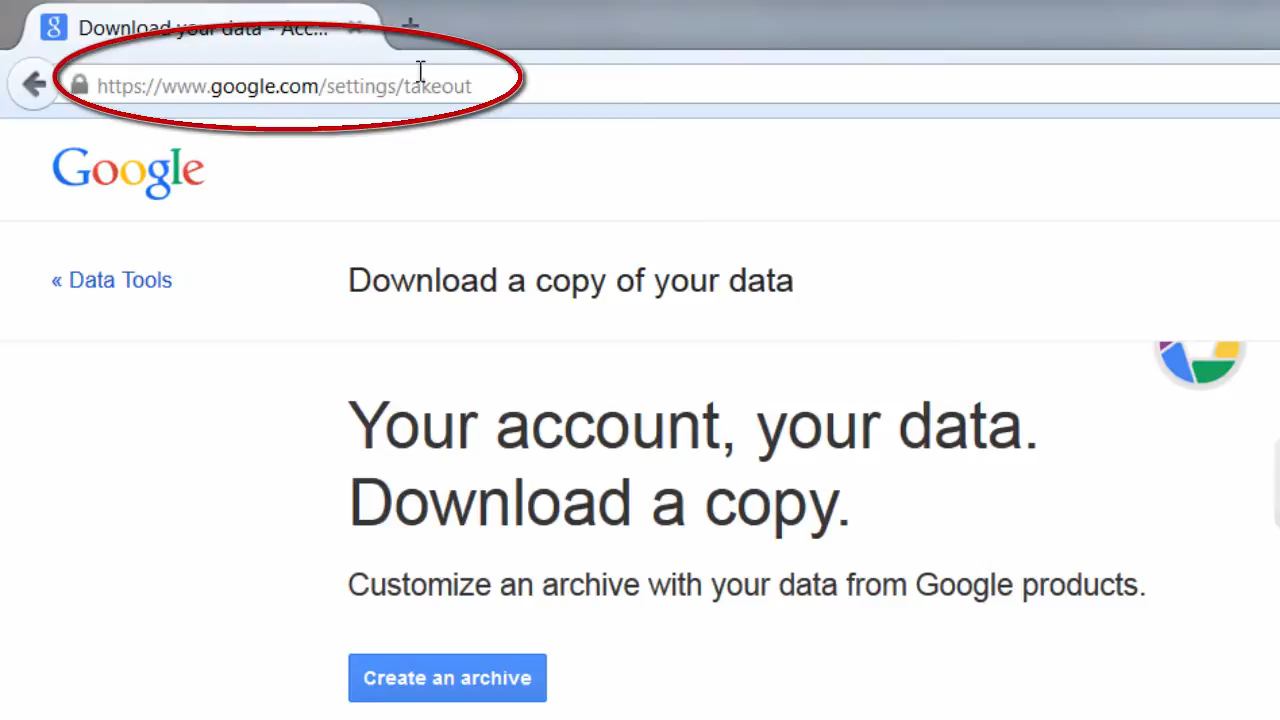 Download your data - Acc...
https://www.google.com/settings/takeout
Google
« Data Tools
Download a copy of your data
Your account, your data.
Download a copy.
Customize an archive with your data from Google products.
Create an archive